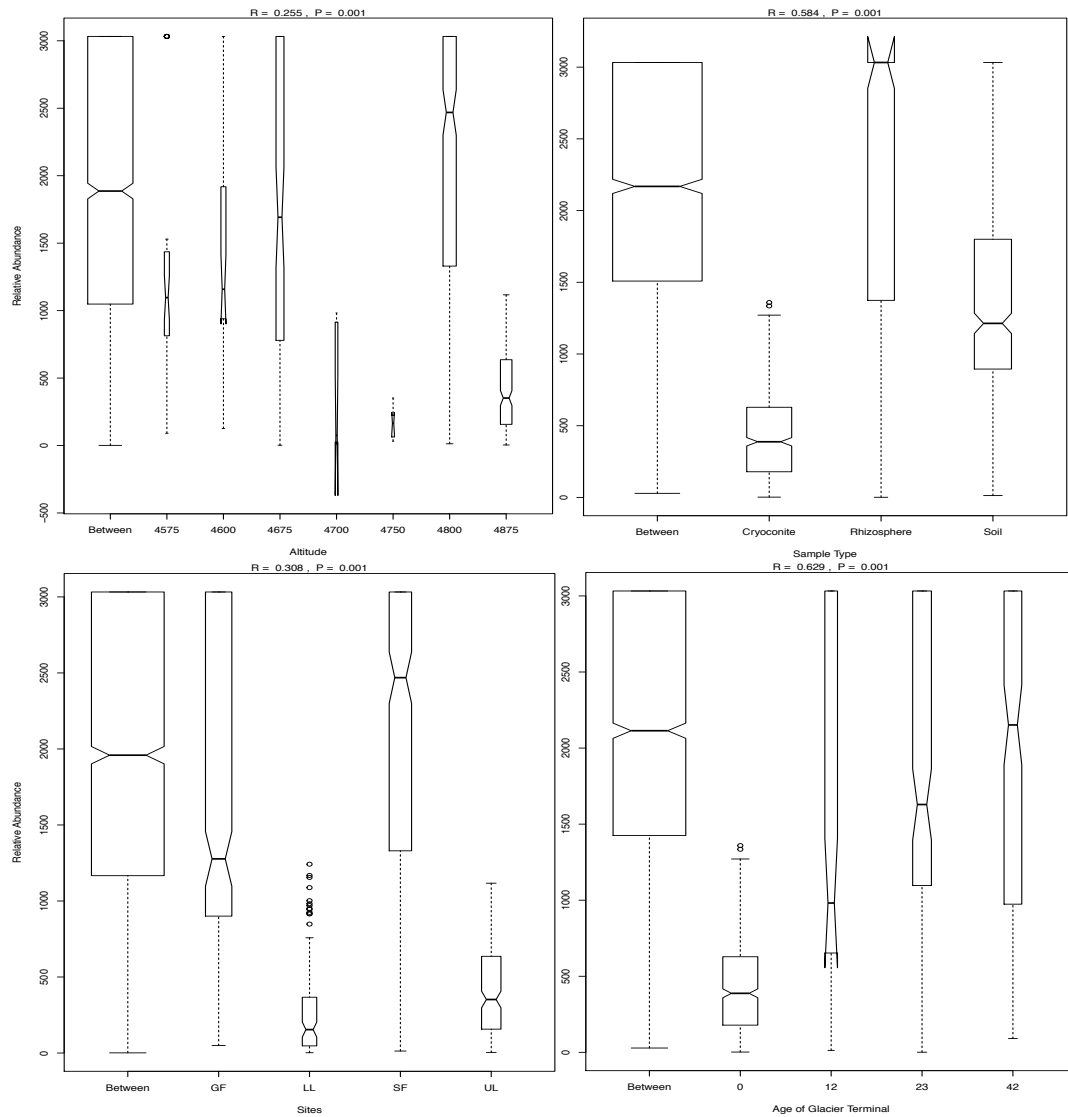 R = 0.255 , P = 0.001
Relative Abundance
3000
2500
2000
1500
1000
500
0
−500
Between 4575 4600 4675 4700 4750 4800 4875
Altitude
R = 0.584 , P = 0.001
3000
2500
2000
1500
1000
500
0
Between Cryoconite Rhizosphere Soil
Sample Type
R = 0.308 , P = 0.001
Relative Abundance
3000
2500
2000
1500
1000
500
0
Between GF LL SF UL
Sites
R = 0.629 , P = 0.001
3000
2500
2000
1500
1000
500
0
Between 0 12 23 42
Age of Glacier Terminal